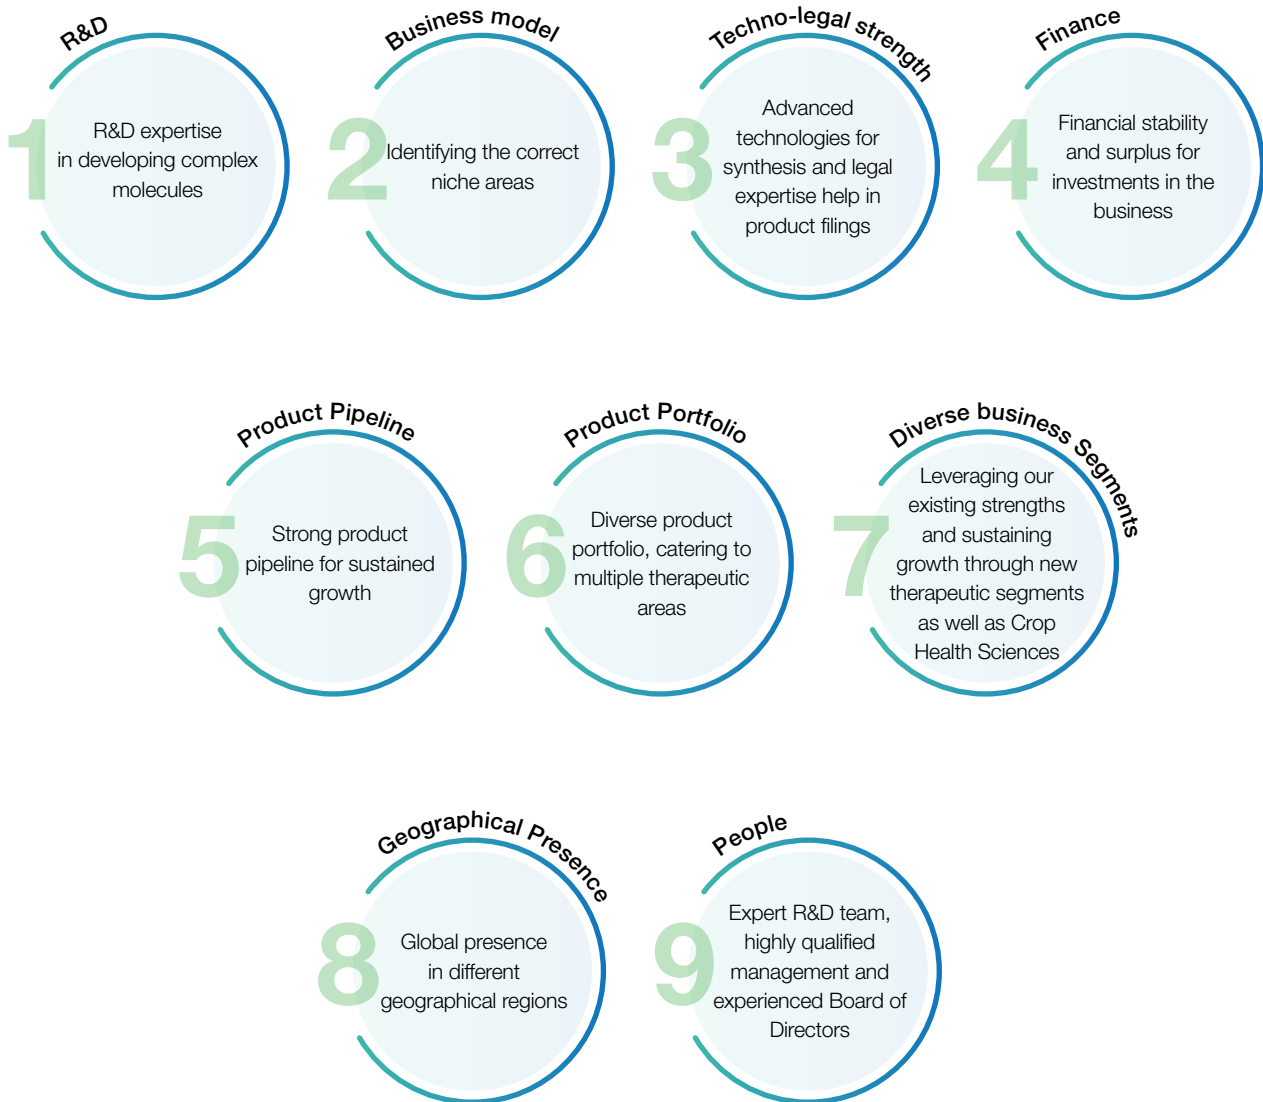 R&D
1
R&D expertise
in developing complex
molecules
Business model
2
Identifying the correct
niche areas
Techno-legal strength
3
Advanced
technologies for
synthesis and legal
expertise help in
product filings
Finance
4
Financial stability
and surplus for
investments in the
business
Product Pipeline
5
Strong product
pipeline for sustained
growth
Product Portfolio
6
Diverse product
portfolio, catering to
multiple therapeutic
areas
Diverse business Segments
7
Leveraging our
existing strengths
and sustaining
growth through new
therapeutic segments
as well as Crop
Health Sciences
Geographical Presence
8
Global presence
in different
geographical regions
People
9
Expert R&D team,
highly qualified
management and
experienced Board of
Directors